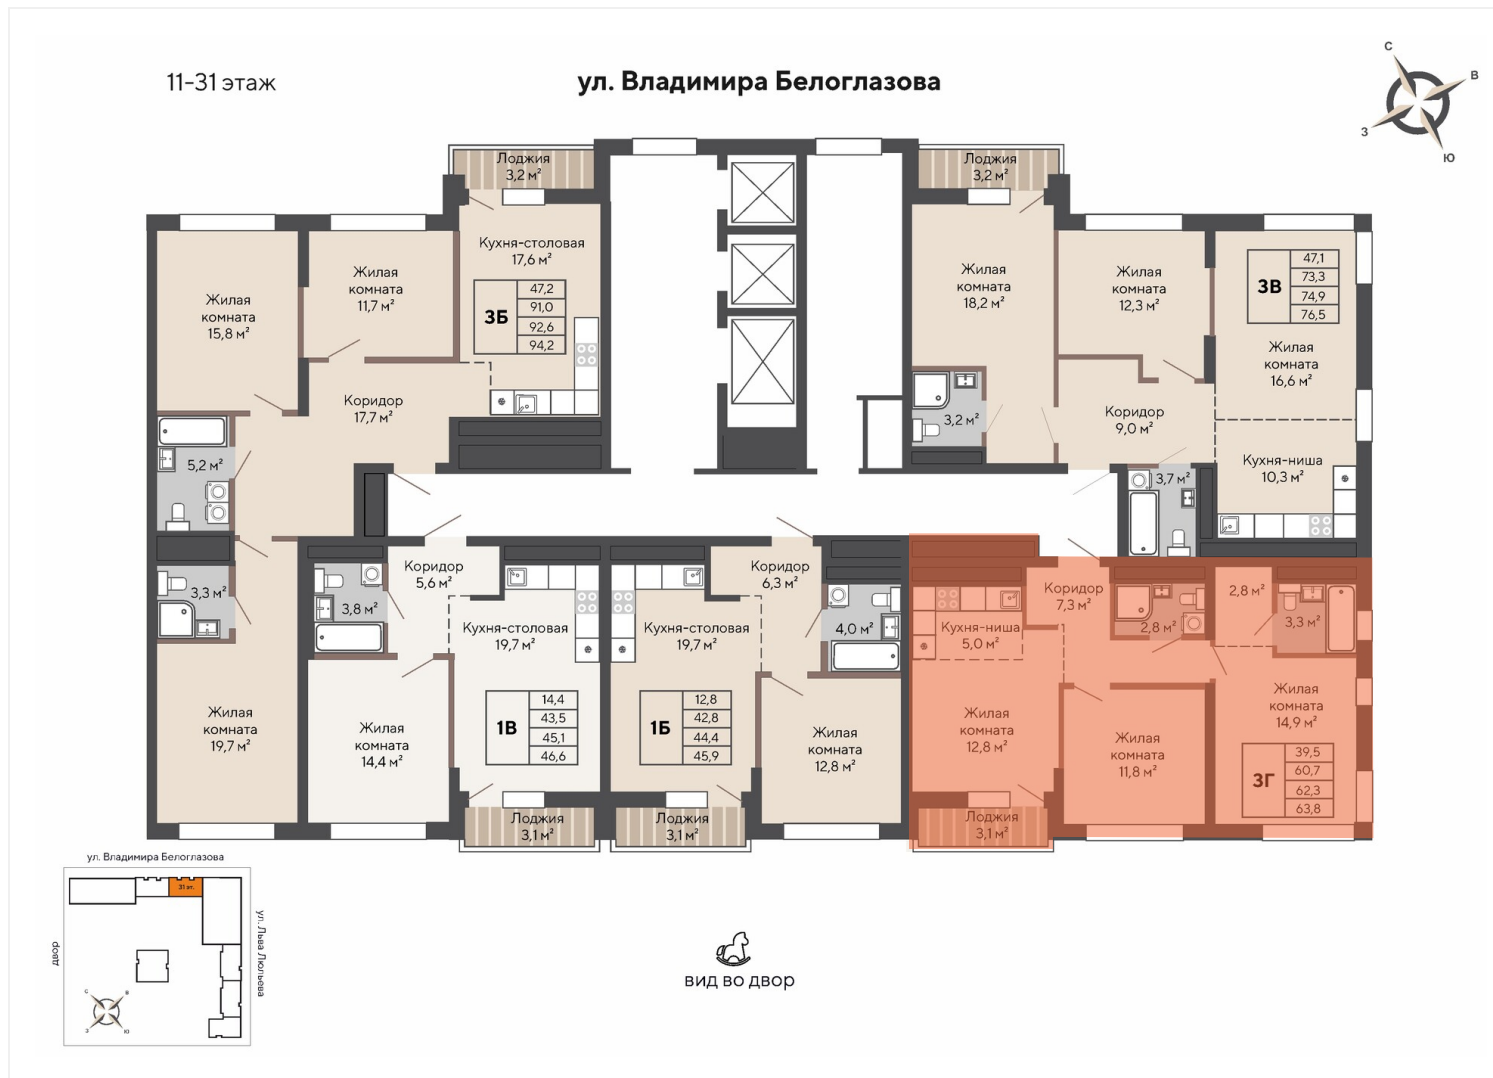 11-31 этаж
ул. Владимира Белоглазова
С
В
З
Ю
Лоджия
3,2 м²
Лоджия
3,2 м²
Жилая
комната
15,8 м²
Жилая
комната
11,7 м²
Кухня-столовая
17,6 м²
3Б
47,2
91,0
92,6
94,2
Коридор
17,7 м²
5,2 м²
Жилая
комната
18,2 м²
Жилая
комната
12,3 м²
3В
47,1
73,3
74,9
76,5
Жилая
комната
16,6 м²
3,2 м²
Коридор
9,0 м²
Кухня-ниша
10,3 м²
3,7 м²
3,3 м²
Жилая
комната
19,7 м²
3,8 м²
Коридор
5,6 м²
Кухня-столовая
19,7 м²
Жилая
комната
14,4 м²
1В
14,4
43,5
45,1
46,6
Лоджия
3,1 м²
Кухня-столовая
19,7 м²
Коридор
6,3 м²
4,0 м²
1Б
12,8
42,8
44,4
45,9
Жилая
комната
12,8 м²
Лоджия
3,1 м²
Кухня-ниша
5,0 м²
Коридор
7,3 м²
2,8 м²
2,8 м²
3,3 м²
Жилая
комната
12,8 м²
Жилая
комната
11,8 м²
Жилая
комната
14,9 м²
3Г
39,5
60,7
62,3
63,8
Лоджия
3,1 м²
ул. Владимира Белоглазова
31 эт.
двор
ул. Льва Люльева
С
В
З
Ю
вид во двор